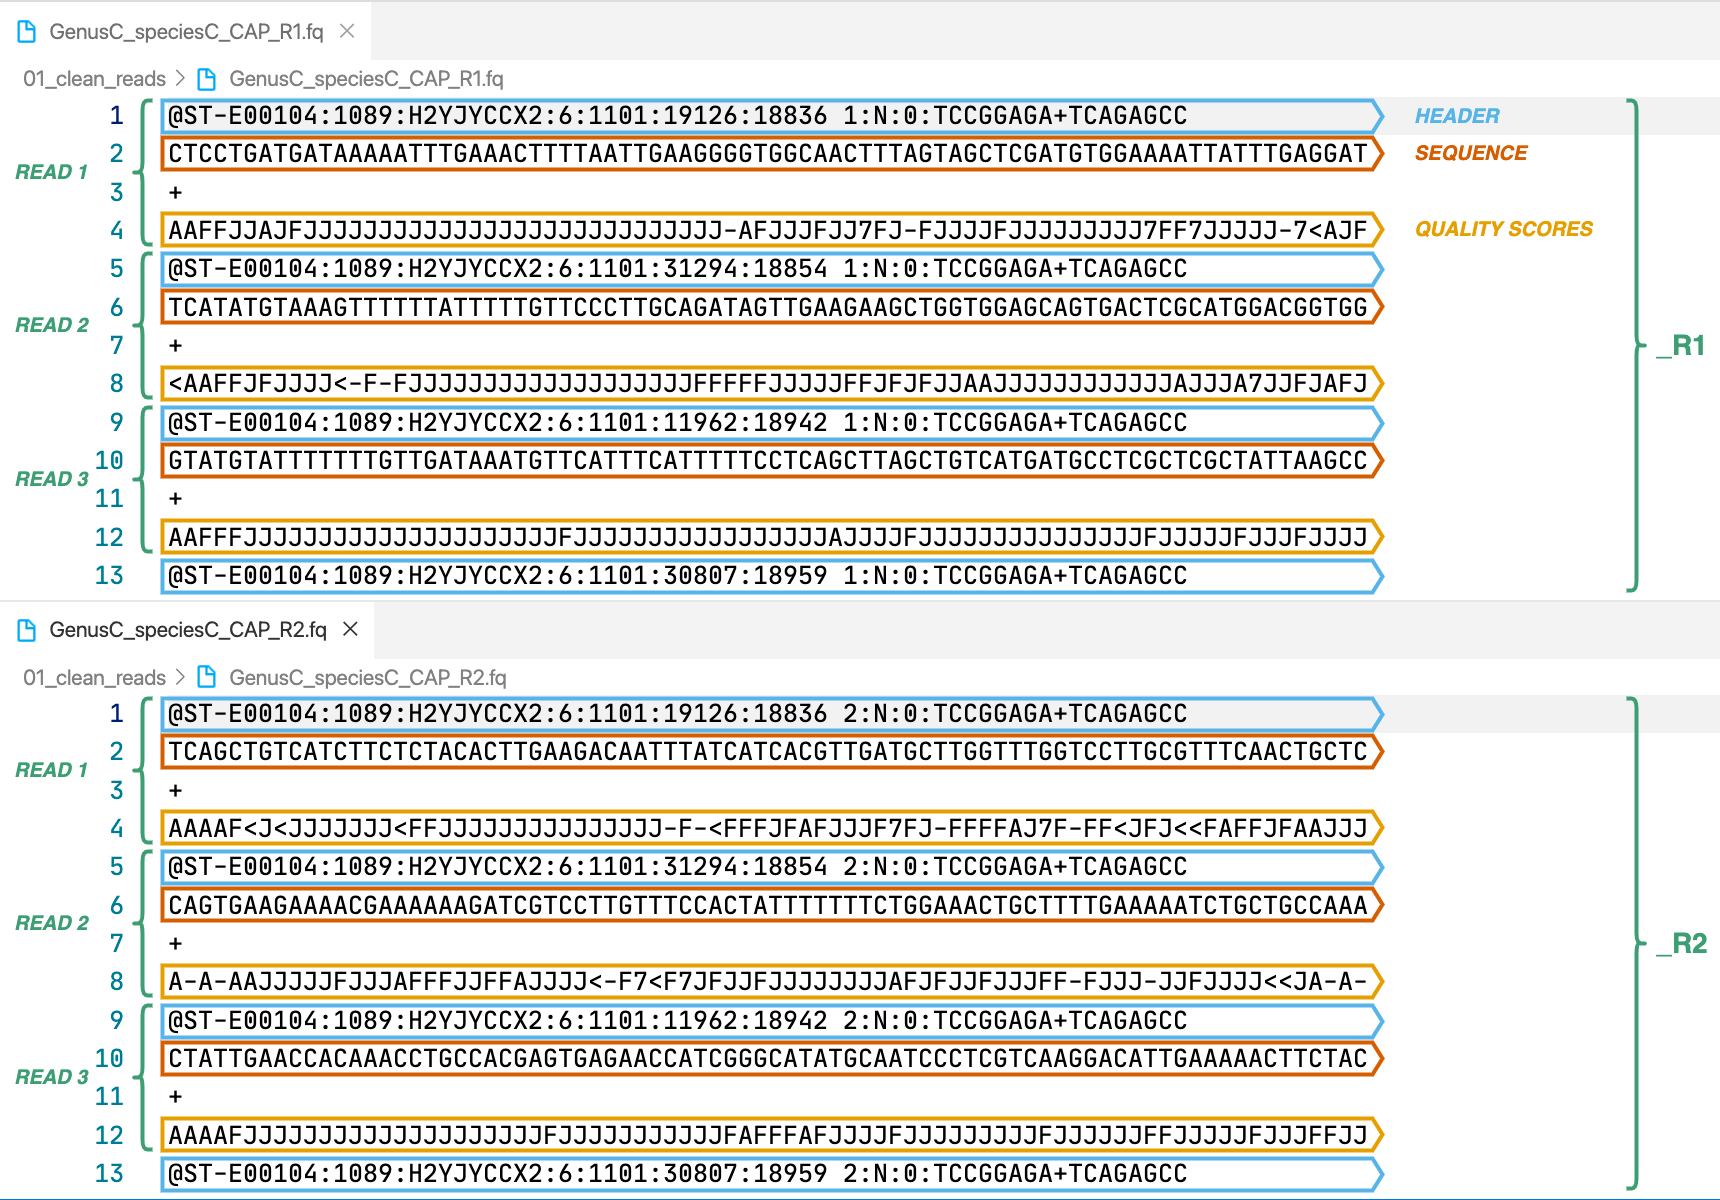 GenusC_speciesC_CAP_R1.fq
01_clean_reads > GenusC_speciesC_CAP_R1.fq
1 @ST-E00104:1089:H2YJYCCX2:6:1101:19126:18836 1:N:0:TCCGGAGA+TCAGAGCC HEADER
READ 1
2 CTCCTGATGATAAAAATTTGAAACTTTTAATTGAAGGGGTGGCAACTTTAGTAGCTCGATGTGGAAAATTATTTGAGGAT SEQUENCE
3 +
4 AAFFJJAJFJJJJJJJJJJJJJJJJJJJJJJJJJJJJ-AFJJJFJJ7FJ-FJJJJFJJJJJJJJJ7FF7JJJJJ-7<AJF QUALITY SCORES
5 @ST-E00104:1089:H2YJYCCX2:6:1101:31294:18854 1:N:0:TCCGGAGA+TCAGAGCC
READ 2
6 TCATATGTAAAGTTTTTTATTTTTGTTCCCTTGCAGATAGTTGAAGAAGCTGGTGGAGCAGTGACTCGCATGGACGGTGG
7 +
8 <AAFFJFJJJJ<-F-FJJJJJJJJJJJJJJJJJJJFFFFFJJJJJFFJFJFJJAAJJJJJJJJJJJJAJJJA7JJFJAFJ
9 @ST-E00104:1089:H2YJYCCX2:6:1101:11962:18942 1:N:0:TCCGGAGA+TCAGAGCC
READ 3
10 GTATGTATTTTTTTGTTGATAAATGTTCATTTCATTTTTCCTCAGCTTAGCTGTCATGATGCCTCGCTCGCTATTAAGCC
11 +
12 AAFFFJJJJJJJJJJJJJJJJJJJJJFJJJJJJJJJJJJJJJJJAJJJJFJJJJJJJJJJJJJJJFJJJJJFJJJFJJJJ
13 @ST-E00104:1089:H2YJYCCX2:6:1101:30807:18959 1:N:0:TCCGGAGA+TCAGAGCC
_R1
GenusC_speciesC_CAP_R2.fq
01_clean_reads > GenusC_speciesC_CAP_R2.fq
1 @ST-E00104:1089:H2YJYCCX2:6:1101:19126:18836 2:N:0:TCCGGAGA+TCAGAGCC
READ 1
2 TCAGCTGTCATCTTCTCTACACTTGAAGACAATTTATCATCACGTTGATGCTTGGTTTGGTCCTTGCGTTTCAACTGCTC
3 +
4 AAAAF<J<JJJJJJJ<FFJJJJJJJJJJJJJJJ-F-<FFFJFAFJJJF7FJ-FFFFAJ7F-FF<JFJ<<FAFFJFAAJJJ
5 @ST-E00104:1089:H2YJYCCX2:6:1101:31294:18854 2:N:0:TCCGGAGA+TCAGAGCC
READ 2
6 CAGTGAAGAAAACGAAAAAAGATCGTCCTTGTTTCCACTATTTTTTTCTGGAAACTGCTTTTGAAAAATCTGCTGCCAAA
7 +
8 A-A-AAJJJJJFJJJAFFFJJFFAJJJJ<-F7<F7JFJJFJJJJJJJJAFJFJJFJJJFF-FJJJ-JJFJJJJ<<JA-A-
9 @ST-E00104:1089:H2YJYCCX2:6:1101:11962:18942 2:N:0:TCCGGAGA+TCAGAGCC
READ 3
10 CTATTGAACCACAAACCTGCCACGAGTGAGAACCATCGGGCATATGCAATCCCTCGTCAAGGACATTGAAAAACTTCTAC
11 +
12 AAAAFJJJJJJJJJJJJJJJJJJJJFJJJJJJJJJJJFAFFFAFJJJJFJJJJJJJJJFJJJJJJFFJJJJJFJJJFFJJ
13 @ST-E00104:1089:H2YJYCCX2:6:1101:30807:18959 2:N:0:TCCGGAGA+TCAGAGCC
_R2